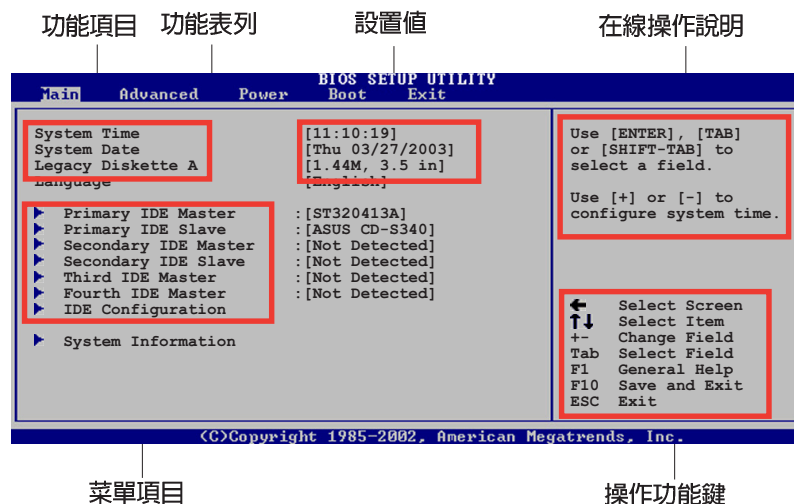 功能項目 功能表列 設置值 在線操作說明
BIOS SETUP UTILITY
Main Advanced Power Boot Exit
System Time [11:10:19]
System Date [Thu 03/27/2003]
Legacy Diskette A [1.44M, 3.5 in]
Language [English]
Primary IDE Master :[ST320413A]
Primary IDE Slave :[ASUS CD-S340]
Secondary IDE Master :[Not Detected]
Secondary IDE Slave :[Not Detected]
Third IDE Master :[Not Detected]
Fourth IDE Master :[Not Detected]
IDE Configuration
System Information
Use [ENTER], [TAB]
or [SHIFT-TAB] to
select a field.
Use [+] or [-] to
configure system time.
← Select Screen
↑↓ Select Item
+- Change Field
Tab Select Field
F1 General Help
F10 Save and Exit
ESC Exit
(C)Copyright 1985-2002, American Megatrends, Inc.
菜單項目 操作功能鍵